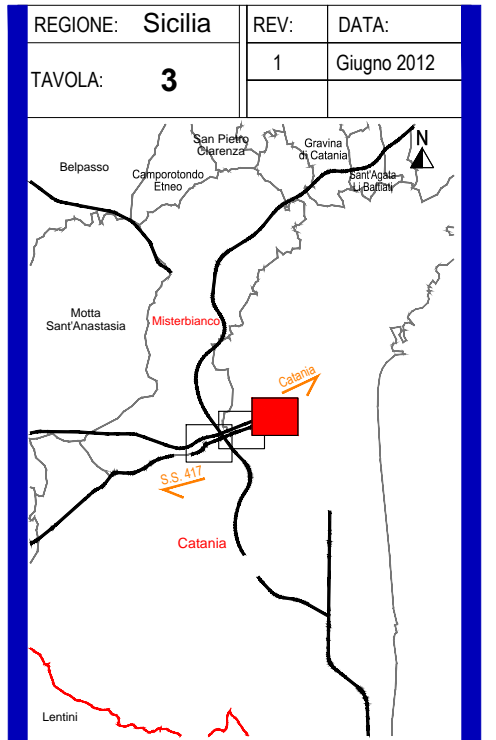 REGIONE: Sicilia
REV:
DATA:
TAVOLA: 3
1
Giugno 2012
San Pietro
Clarenza
Gravina
di Catania
N
Belpasso
Camporotondo
Etneo
Sant'Agata
Li Battiati
Motta
Sant'Anastasia
Misterbianco
Catania
S.S. 417
Catania
Lentini